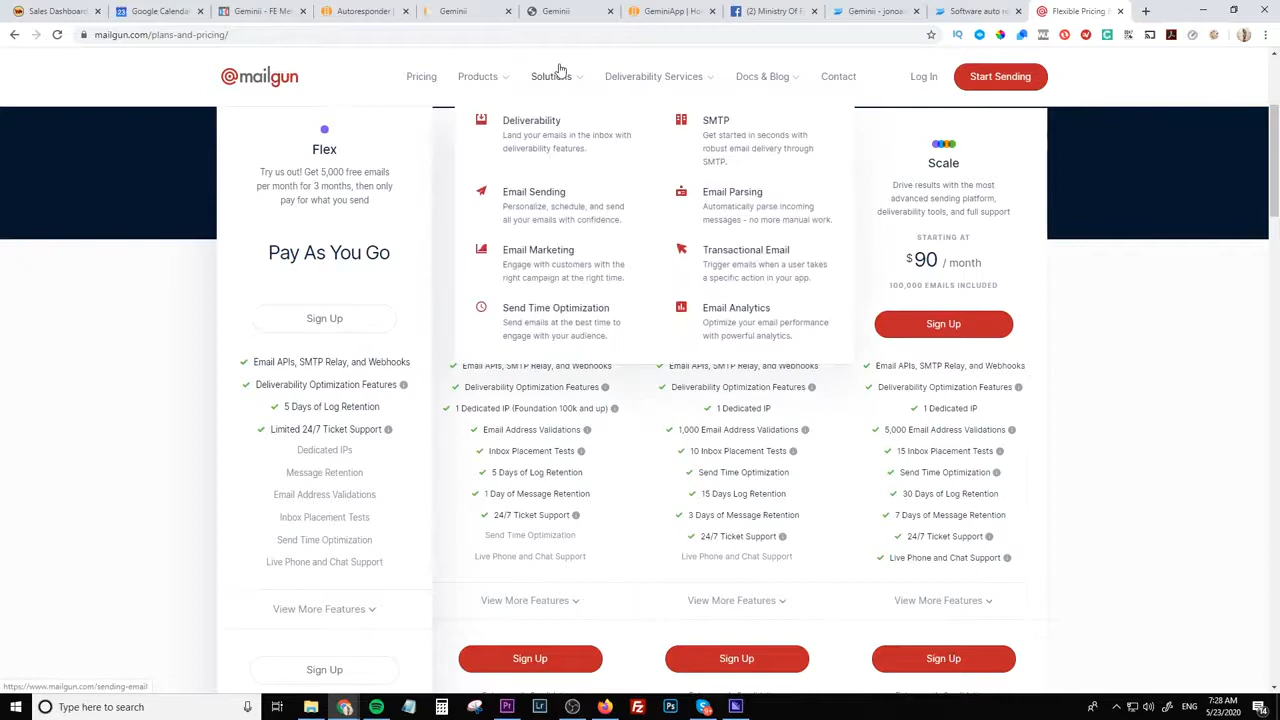 Sales Dashboard
Google Calendar
Gemini - FE Me
Autoresponder
Geminii
Geminii
GeminiApp | Ho
(2) Ministry Of F
Gemini - jonoa
Software auto re
Flexible Pricing P
mailgun.com/plans-and-pricing/
@mailgun
Pricing
Products
Solutions
Deliverability Services
Docs & Blog
Contact
Log In
Start Sending
Flex
Try us out! Get 5,000 free emails
per month for 3 months, then only
pay for what you send
Pay As You Go
Sign Up
Email APIs, SMTP Relay, and Webhooks
Deliverability Optimization Features
5 Days of Log Retention
Limited 24/7 Ticket Support
Dedicated IPs
Message Retention
Email Address Validations
Inbox Placement Tests
Send Time Optimization
Live Phone and Chat Support
View More Features
Sign Up
Deliverability
Land your emails in the inbox with
deliverability features.
Email Sending
Personalize, schedule, and send
all your emails with confidence.
Email Marketing
Engage with customers with the
right campaign at the right time.
Send Time Optimization
Send emails at the best time to
engage with your audience.
SMTP
Get started in seconds with
robust email delivery through
SMTP.
Email Parsing
Automatically parse incoming
messages - no more manual work.
Transactional Email
Trigger emails when a user takes
a specific action in your app.
Email Analytics
Optimize your email performance
with powerful analytics.
Email APIs, SMTP Relay, and Webhooks
Deliverability Optimization Features
1 Dedicated IP (Foundation 100k and up)
Email Address Validations
Inbox Placement Tests
5 Days of Log Retention
1 Day of Message Retention
24/7 Ticket Support
Send Time Optimization
Live Phone and Chat Support
View More Features
Sign Up
Email APIs, SMTP Relay, and Webhooks
Deliverability Optimization Features
1 Dedicated IP
1,000 Email Address Validations
10 Inbox Placement Tests
Send Time Optimization
15 Days Log Retention
3 Days of Message Retention
24/7 Ticket Support
Live Phone and Chat Support
View More Features
Sign Up
Scale
Drive results with the most
advanced sending platform,
deliverability tools, and full support
STARTING AT
$90 / month
100,000 EMAILS INCLUDED
Sign Up
Email APIs, SMTP Relay, and Webhooks
Deliverability Optimization Features
1 Dedicated IP
5,000 Email Address Validations
15 Inbox Placement Tests
Send Time Optimization
30 Days of Log Retention
7 Days of Message Retention
24/7 Ticket Support
Live Phone and Chat Support
View More Features
Sign Up
https://www.mailgun.com/sending-email
Type here to search
ENG
7:28 AM
5/23/2020